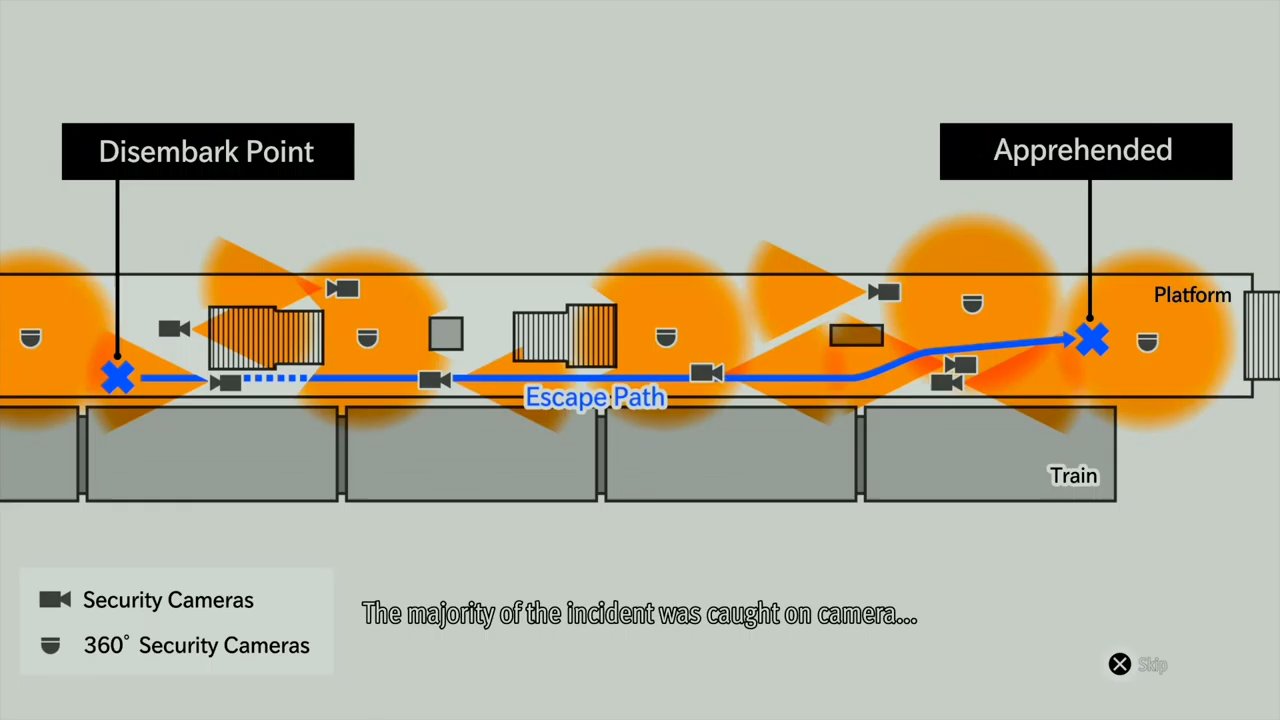 Disembark Point
Apprehended
Platform
Escape Path
Train
Security Cameras
360° Security Cameras
The majority of the incident was caught on camera...
Skip